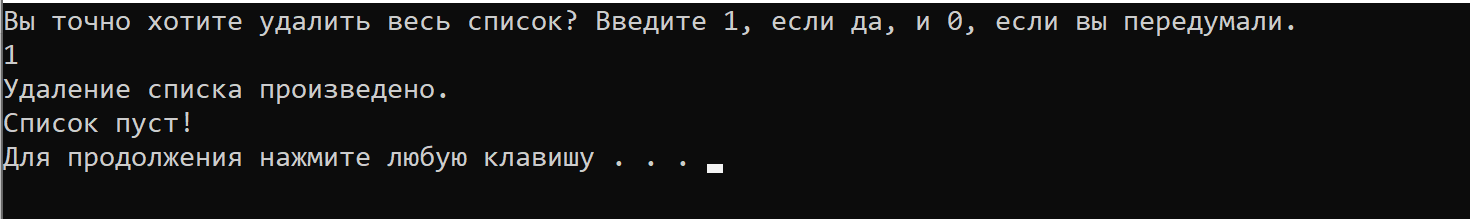 Вы точно хотите удалить весь список? Введите 1, если да, и 0, если вы передумали.
1
Удаление списка произведено.
Список пуст!
Для продолжения нажмите любую клавишу . . .